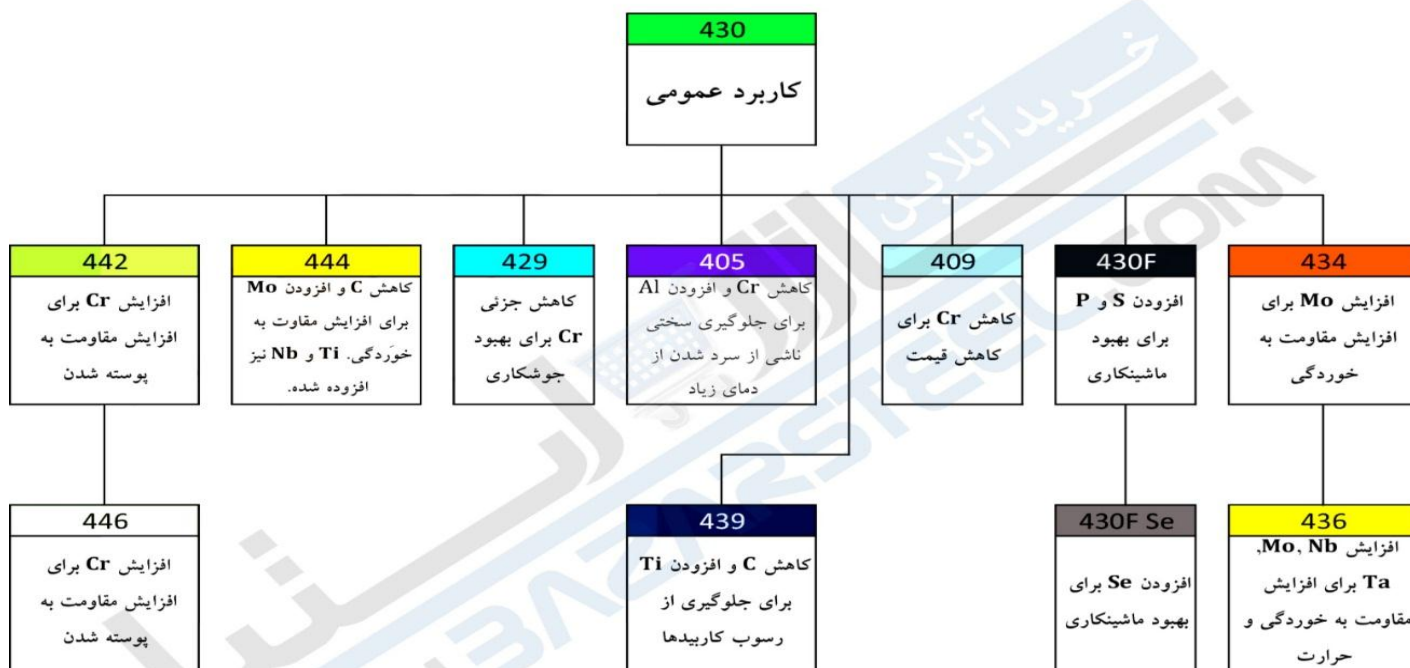 430
کاربرد عمومی
442
افزایش Cr برای
افزایش مقاومت به
پوسته شدن
444
کاهش C و افزودن Mo
برای افزایش مقاوت به
خوردگی. Ti و Nb نیز
افزوده شده.
429
کاهش جزئی
Cr برای بهبود
جوشکاری
405
کاهش Cr و افزودن Al
برای جلوگیری سختی
ناشی از سرد شدن از
دمای زیاد
409
کاهش Cr برای
کاهش قیمت
430F
افزودن S و P
برای بهبود
ماشینکاری
434
افزایش Mo برای
افزایش مقاومت به
خوردگی
446
افزایش Cr برای
افزایش مقاومت به
پوسته شدن
439
کاهش C و افزودن Ti
برای جلوگیری از
رسوب کاربیدها
430F Se
افزودن Se برای
بهبود ماشینکاری
436
افزایش Mo, Nb,
Ta برای افزایش
مقاومت به خوردگی و
حرارت
خرید آنلاین
BAZARSTEEL.COM